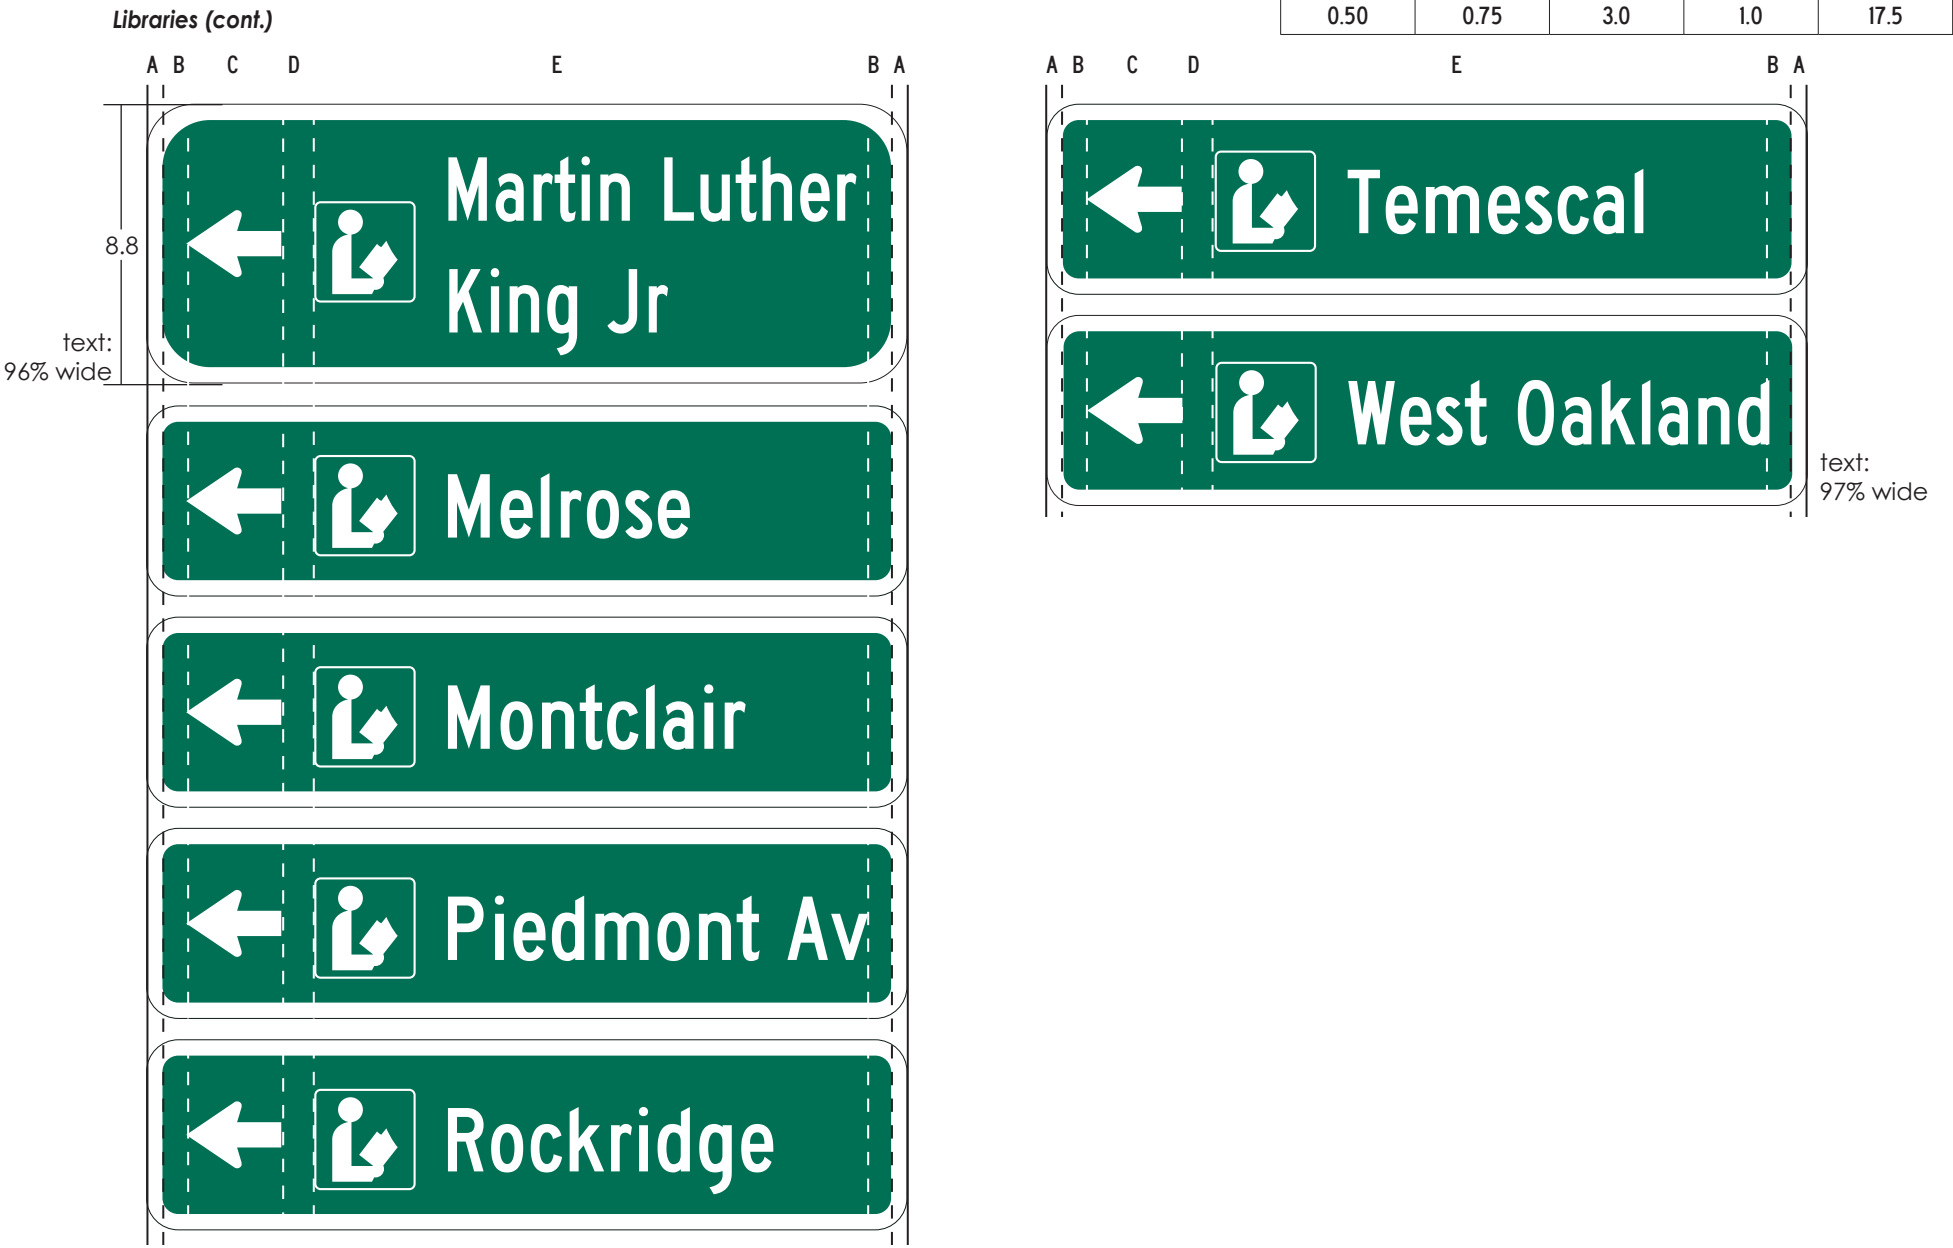 Libraries (cont.)
0.50 0.75 3.0 1.0 17.5
A B C D E B A
Martin Luther
King Jr
8.8
text:
96% wide
Melrose
Montclair
Piedmont Av
Rockridge
A B C D E B A
Temescal
West Oakland
text:
97% wide